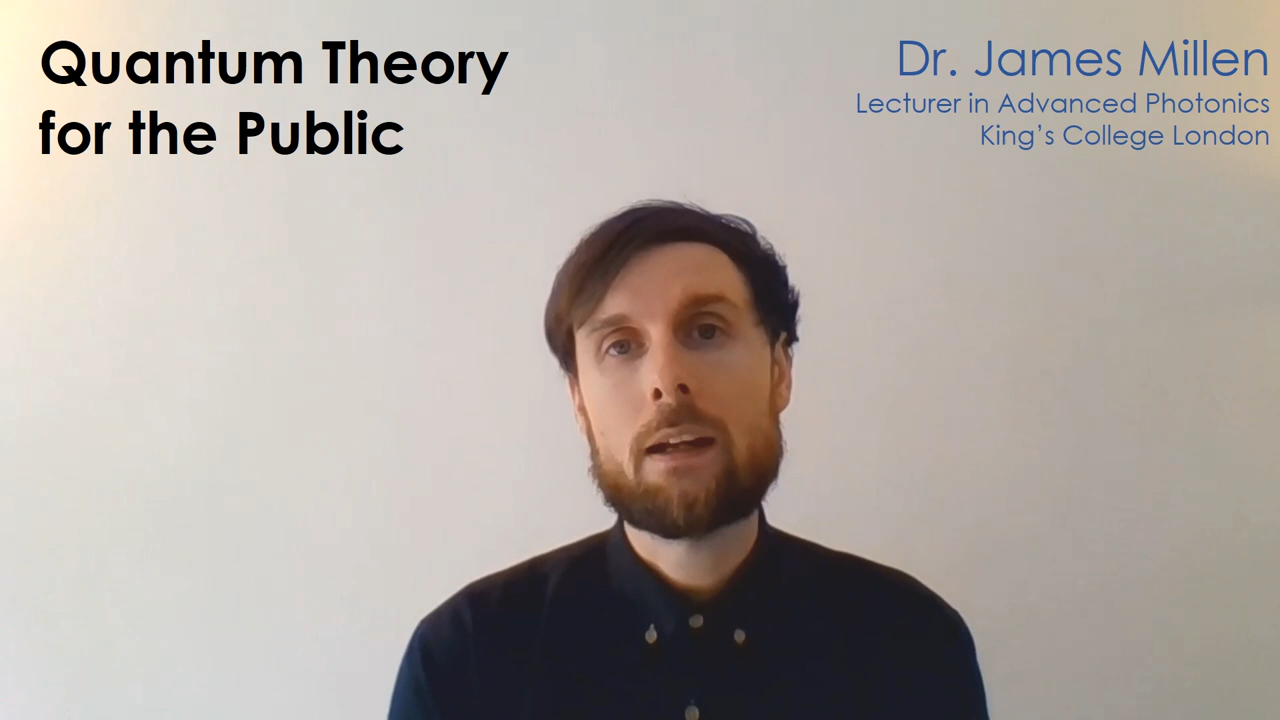 Quantum Theory
for the Public
Dr. James Millen
Lecturer in Advanced Photonics
King's College London